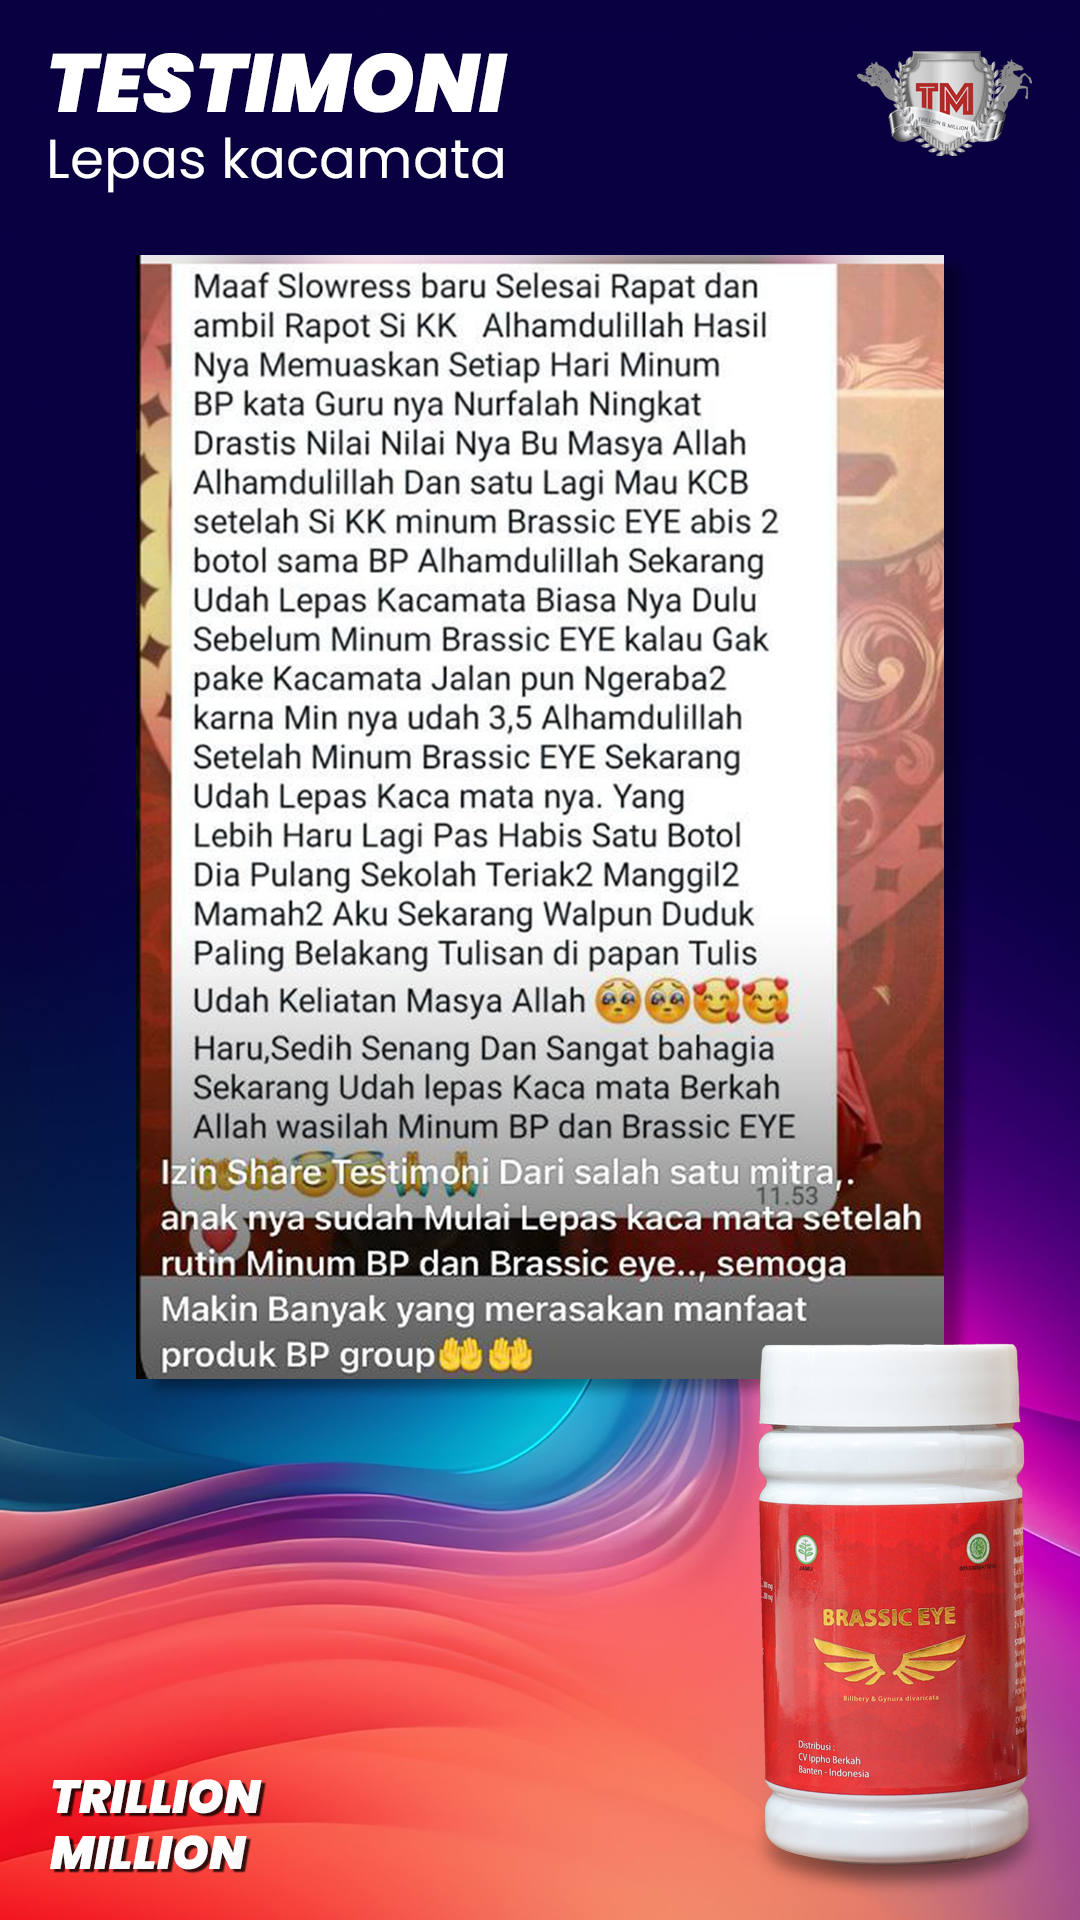 TESTIMONI
Lepas kacamata
TM
TRILLION & MILLION
Maaf Slowress baru Selesai Rapat dan
ambil Rapot Si KK Alhamdulillah Hasil
Nya Memuaskan Setiap Hari Minum
BP kata Guru nya Nurfalah Ningkat
Drastis Nilai Nilai Nya Bu Masya Allah
Alhamdulillah Dan satu Lagi Mau KCB
setelah Si KK minum Brassic EYE abis 2
botol sama BP Alhamdulillah Sekarang
Udah Lepas Kacamata Biasa Nya Dulu
Sebelum Minum Brassic EYE kalau Gak
pake Kacamata Jalan pun Ngeraba2
karna Min nya udah 3,5 Alhamdulillah
Setelah Minum Brassic EYE Sekarang
Udah Lepas Kaca mata nya. Yang
Lebih Haru Lagi Pas Habis Satu Botol
Dia Pulang Sekolah Teriak2 Manggil2
Mamah2 Aku Sekarang Walpun Duduk
Paling Belakang Tulisan di papan Tulis
Udah Keliatan Masya Allah 🥹🥹🥰🥰
Haru,Sedih Senang Dan Sangat bahagia
Sekarang Udah lepas Kaca mata Berkah
Allah wasilah Minum BP dan Brassic EYE
11.53
Izin Share Testimoni Dari salah satu mitra,.
anak nya sudah Mulai Lepas kaca mata setelah
rutin Minum BP dan Brassic eye.., semoga
Makin Banyak yang merasakan manfaat
produk BP group🤲🤲
JAMU
BRASSIC EYE
Billbery & Gynura divaricata
Distribusi :
CV Ippho Berkah
Banten - Indonesia
TRILLION
MILLION